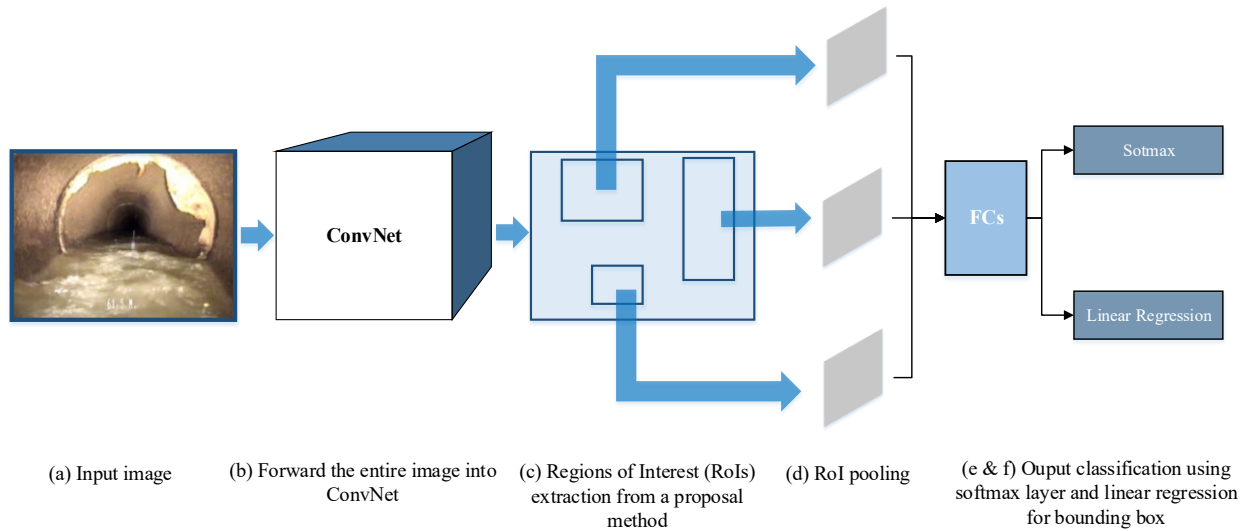 ConvNet
FCs
Sotmax
Linear Regression
(a) Input image
(b) Forward the entire image into
ConvNet
(c) Regions of Interest (RoIs)
extraction from a proposal
method
(d) RoI pooling
(e & f) Ouput classification using
softmax layer and linear regression
for bounding box